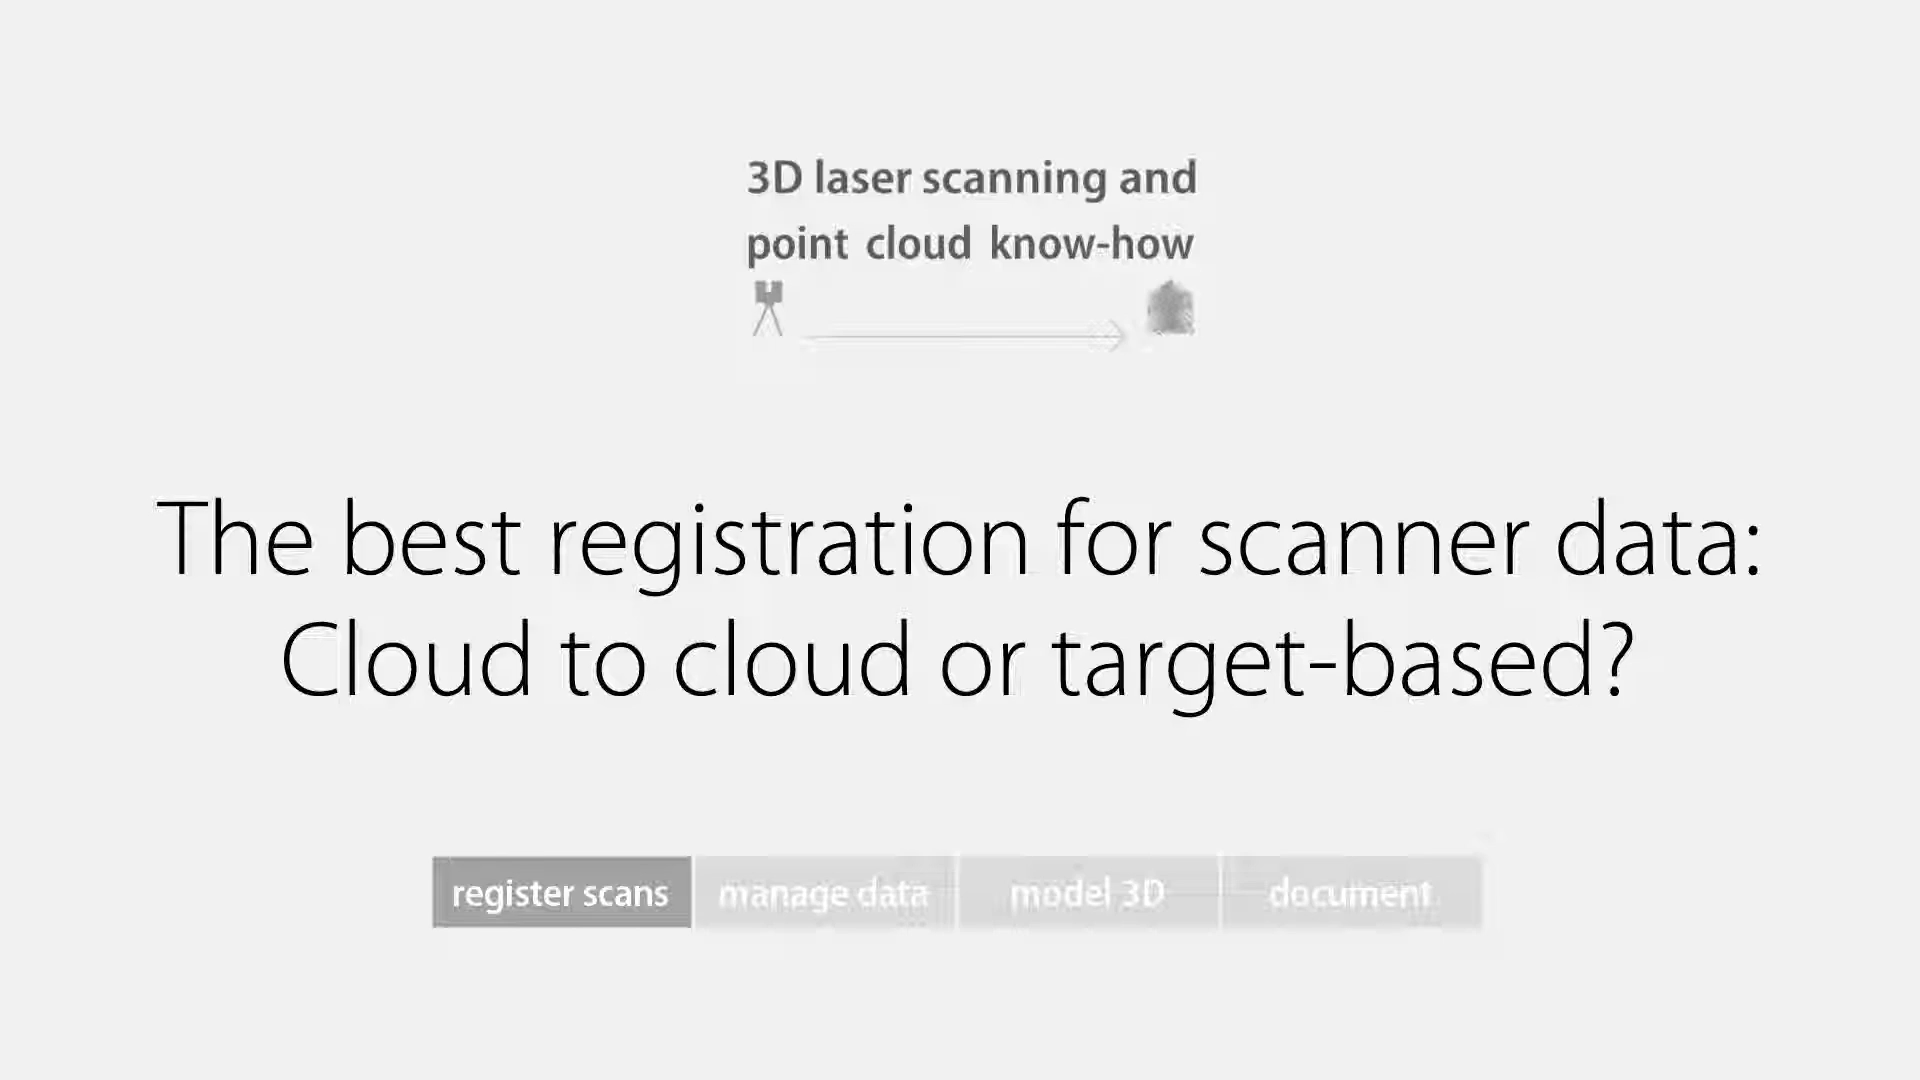 3D laser scanning and
point cloud know-how
The best registration for scanner data:
Cloud to cloud or target-based?
register scans manage data model 3D document